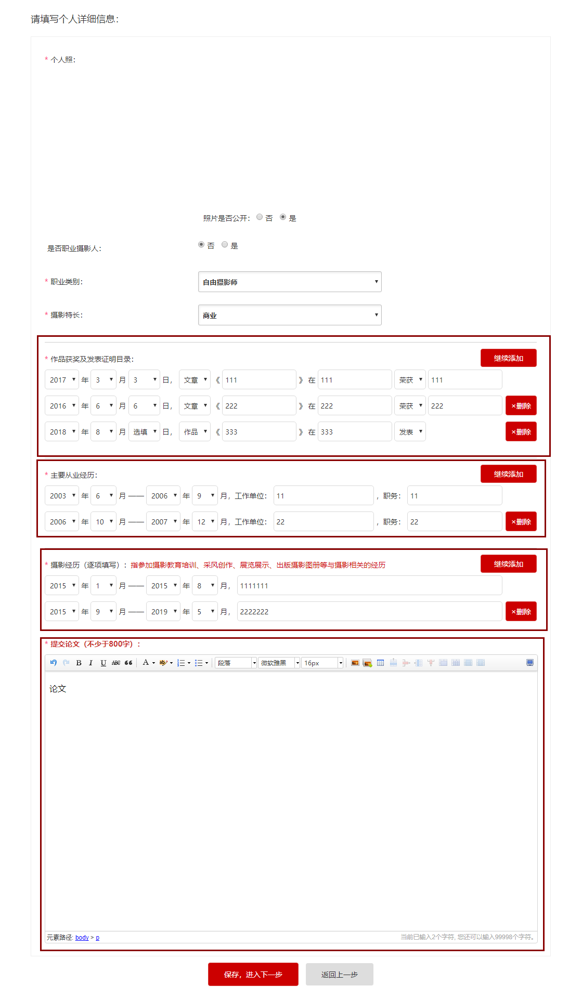 请填写个人详细信息：
* 个人照：
照片是否公开： 否 是
是否职业摄影人： 否 是
* 职业类别： 自由摄影师
* 摄影特长： 商业
* 作品获奖及发表证明目录： 继续添加
2017 年 3 月 3 日， 文章 《 111 》 在 111 荣获 111
2016 年 6 月 6 日， 文章 《 222 》 在 222 荣获 222 ×删除
2018 年 8 月 选填 日， 作品 《 333 》 在 333 发表 ×删除
* 主要从业经历： 继续添加
2003 年 6 月 —— 2006 年 9 月，工作单位： 11 ，职务： 11
2006 年 10 月 —— 2007 年 12 月，工作单位： 22 ，职务： 22 ×删除
* 摄影经历（逐项填写）：指参加摄影教育培训、采风创作、展览展示、出版摄影图册等与摄影相关的经历 继续添加
2015 年 1 月 —— 2015 年 8 月， 1111111
2015 年 9 月 —— 2019 年 5 月， 2222222 ×删除
* 提交论文（不少于800字）：
B I U ABC A ab 段落 微软雅黑 16px
论文
元素路径: body > p 当前已输入2个字符, 您还可以输入99998个字符。
保存，进入下一步 返回上一步